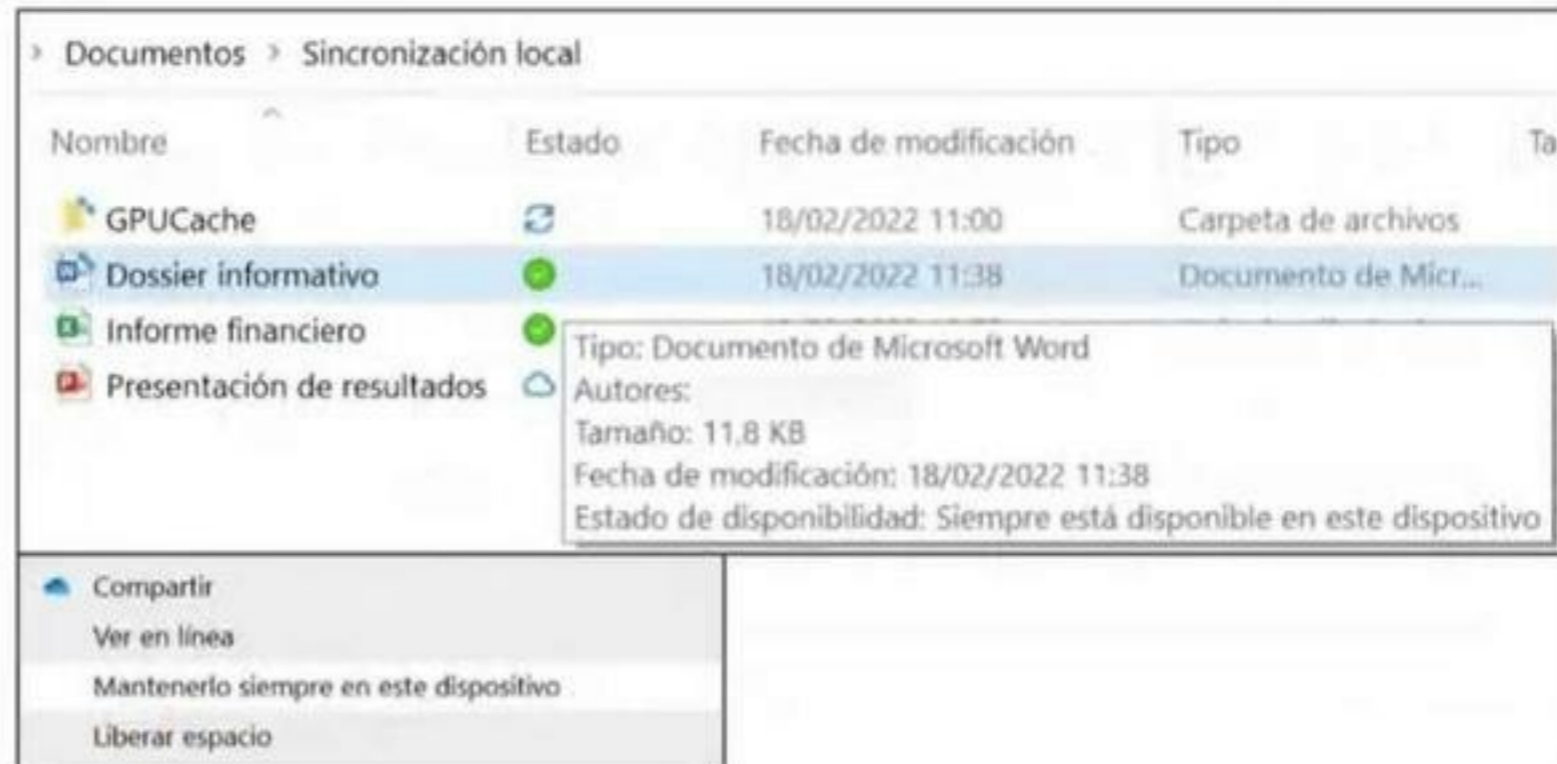 Documentos > Sincronización local
Nombre Estado Fecha de modificación Tipo Ta
GPUCache 18/02/2022 11:00 Carpeta de archivos
Dossier informativo 18/02/2022 11:38 Documento de Micr...
Informe financiero
Presentación de resultados
Tipo: Documento de Microsoft Word
Autores:
Tamaño: 11,8 KB
Fecha de modificación: 18/02/2022 11:38
Estado de disponibilidad: Siempre está disponible en este dispositivo
Compartir
Ver en línea
Mantenerlo siempre en este dispositivo
Liberar espacio